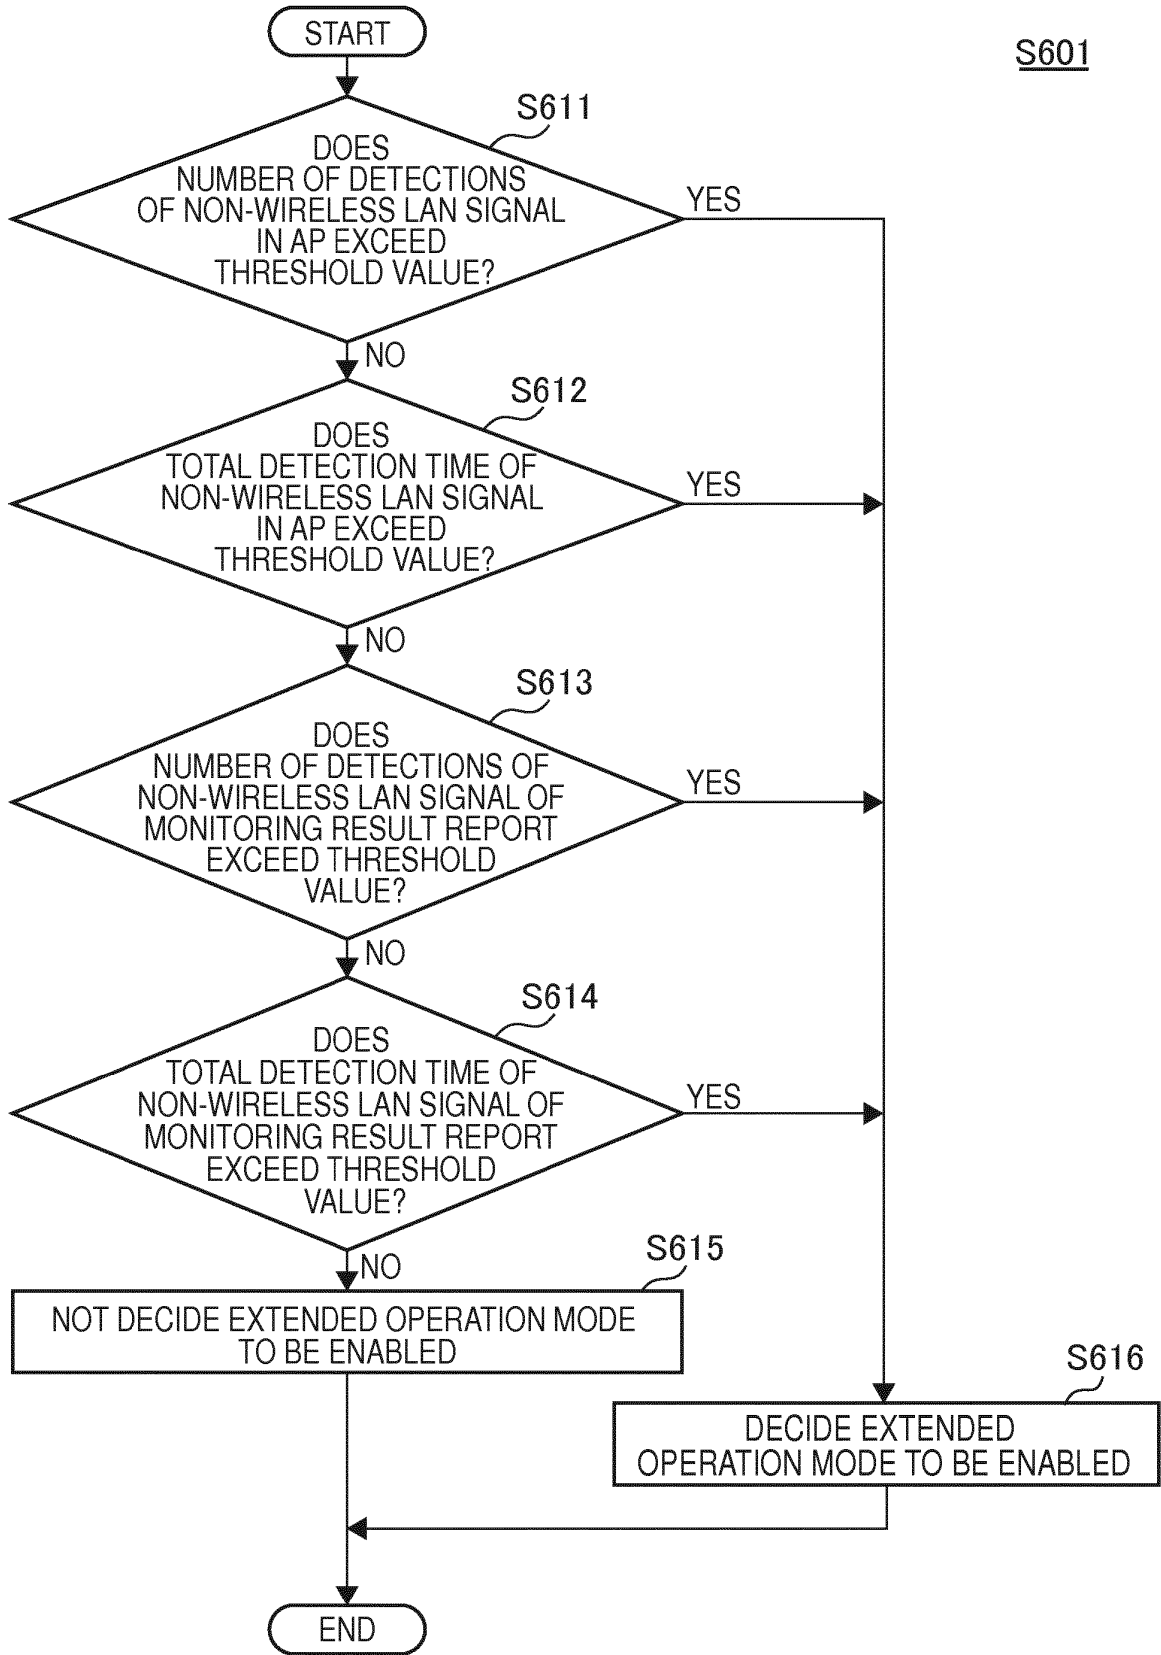 START
S601
S611
DOES
NUMBER OF DETECTIONS
OF NON-WIRELESS LAN SIGNAL
IN AP EXCEED
THRESHOLD VALUE?
YES
NO
S612
DOES
TOTAL DETECTION TIME OF
NON-WIRELESS LAN SIGNAL
IN AP EXCEED
THRESHOLD VALUE?
YES
NO
S613
DOES
NUMBER OF DETECTIONS OF
NON-WIRELESS LAN SIGNAL OF
MONITORING RESULT REPORT
EXCEED THRESHOLD
VALUE?
YES
NO
S614
DOES
TOTAL DETECTION TIME OF
NON-WIRELESS LAN SIGNAL OF
MONITORING RESULT REPORT
EXCEED THRESHOLD
VALUE?
YES
NO
S615
NOT DECIDE EXTENDED OPERATION MODE
TO BE ENABLED
S616
DECIDE EXTENDED
OPERATION MODE TO BE ENABLED
END